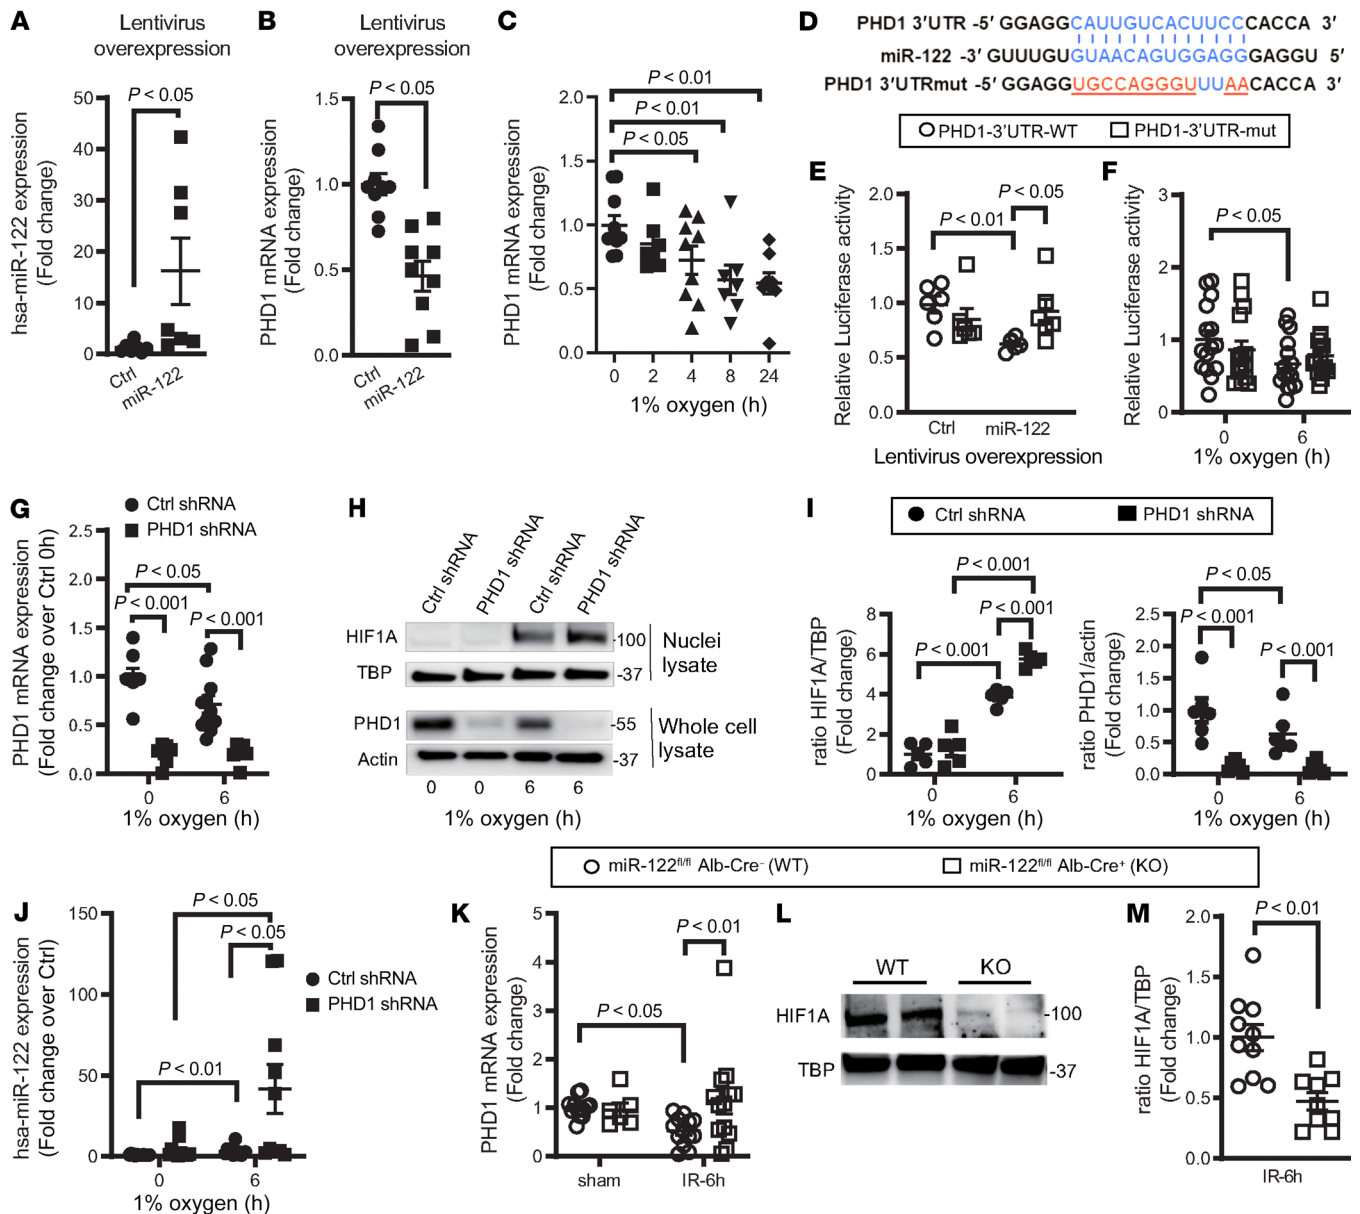 A
Lentivirus
overexpression
hsa-miR-122 expression
(Fold change)
50
40
30
20
10
0
P < 0.05
Ctrl
miR-122
B
Lentivirus
overexpression
PHD1 mRNA expression
(Fold change)
1.5
1.0
0.5
0.0
P < 0.05
Ctrl
miR-122
C
PHD1 mRNA expression
(Fold change)
2.0
1.5
1.0
0.5
0.0
P < 0.01
P < 0.01
P < 0.05
0 2 4 8 24
1% oxygen (h)
D
PHD1 3′UTR -5′ GGAGGCAUUGUCACUUCCCACCA 3′
miR-122 -3′ GUUUGUGUAACAGUGGAGGGAGGU 5′
PHD1 3′UTRmut -5′ GGAGGUGCCAGGGUUUAACACCA 3′
PHD1-3′UTR-WT PHD1-3′UTR-mut
E
Relative Luciferase activity
2.0
1.5
1.0
0.5
0.0
P < 0.05
P < 0.01
Ctrl miR-122
Lentivirus overexpression
F
Relative Luciferase activity
3
2
1
0
P < 0.05
0 6
1% oxygen (h)
G
Ctrl shRNA
PHD1 shRNA
PHD1 mRNA expression
(Fold change over Ctrl 0h)
2.5
2.0
1.5
1.0
0.5
0.0
P < 0.05
P < 0.001
P < 0.001
0 6
1% oxygen (h)
H
Ctrl shRNA
PHD1 shRNA
Ctrl shRNA
PHD1 shRNA
HIF1A -100
TBP -37
Nuclei
lysate
PHD1 -55
Actin -37
Whole cell
lysate
0 0 6 6
1% oxygen (h)
I
Ctrl shRNA PHD1 shRNA
ratio HIF1A/TBP
(Fold change)
8
6
4
2
0
P < 0.001
P < 0.001
P < 0.001
0 6
1% oxygen (h)
ratio PHD1/actin
(Fold change)
2.5
2.0
1.5
1.0
0.5
0.0
P < 0.05
P < 0.001
P < 0.001
0 6
1% oxygen (h)
J
hsa-miR-122 expression
(Fold change over Ctrl)
150
100
50
0
P < 0.05
P < 0.05
P < 0.01
Ctrl shRNA
PHD1 shRNA
0 6
1% oxygen (h)
miR-122fl/fl Alb-Cre- (WT) miR-122fl/fl Alb-Cre+ (KO)
K
PHD1 mRNA expression
(Fold change)
5
4
3
2
1
0
P < 0.01
P < 0.05
sham IR-6h
L
WT KO
HIF1A -100
TBP -37
M
ratio HIF1A/TBP
(Fold change)
2.0
1.5
1.0
0.5
0.0
P < 0.01
IR-6h